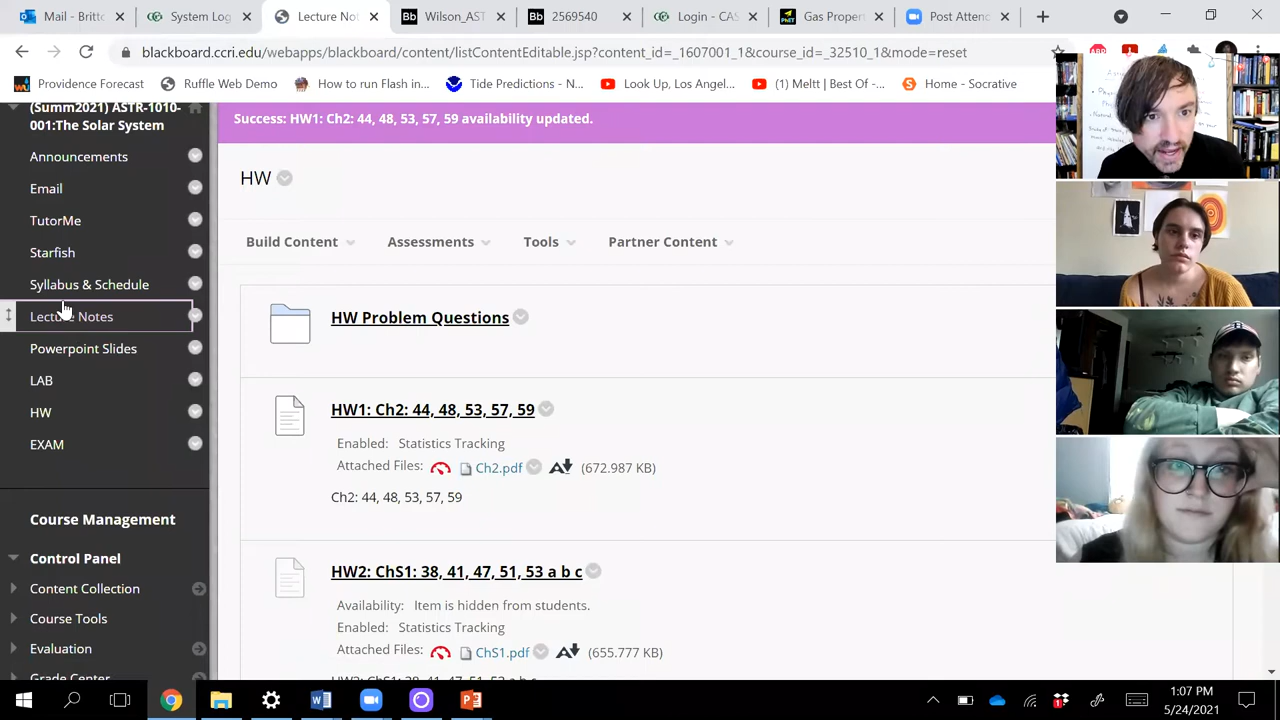 Mail - Britto
System Log
Lecture No
Wilson_AST
2569540
Login - CAS
Gas Propert
Post Attend
blackboard.ccri.edu/webapps/blackboard/content/listContentEditable.jsp?content_id=_1607001_1&course_id=_32510_1&mode=reset
Providence Forecast
Ruffle Web Demo
How to run Flash in...
The Predictions - N...
Look Up, Los Angel...
Meltt | Best Of -...
Home - Socrative
(Summ2021) ASTR-1010-
001:The Solar System
Announcements
Email
TutorMe
Starfish
Syllabus & Schedule
Lecture Notes
Powerpoint Slides
LAB
HW
EXAM
Course Management
Control Panel
Content Collection
Course Tools
Evaluation
Grade Center
Success: HW1: Ch2: 44, 48, 53, 57, 59 availability updated.
HW
Build Content
Assessments
Tools
Partner Content
HW Problem Questions
HW1: Ch2: 44, 48, 53, 57, 59
Enabled: Statistics Tracking
Attached Files: Ch2.pdf (672.987 KB)
Ch2: 44, 48, 53, 57, 59
HW2: ChS1: 38, 41, 47, 51, 53 a b c
Availability: Item is hidden from students.
Enabled: Statistics Tracking
Attached Files: ChS1.pdf (655.777 KB)
1:07 PM
5/24/2021